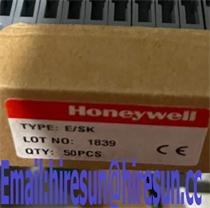 Honeywell
TYPE: E/SK
LOT NO: 1839
QTY: 50PCS
CE
Email:hiresun@hiresun.cc